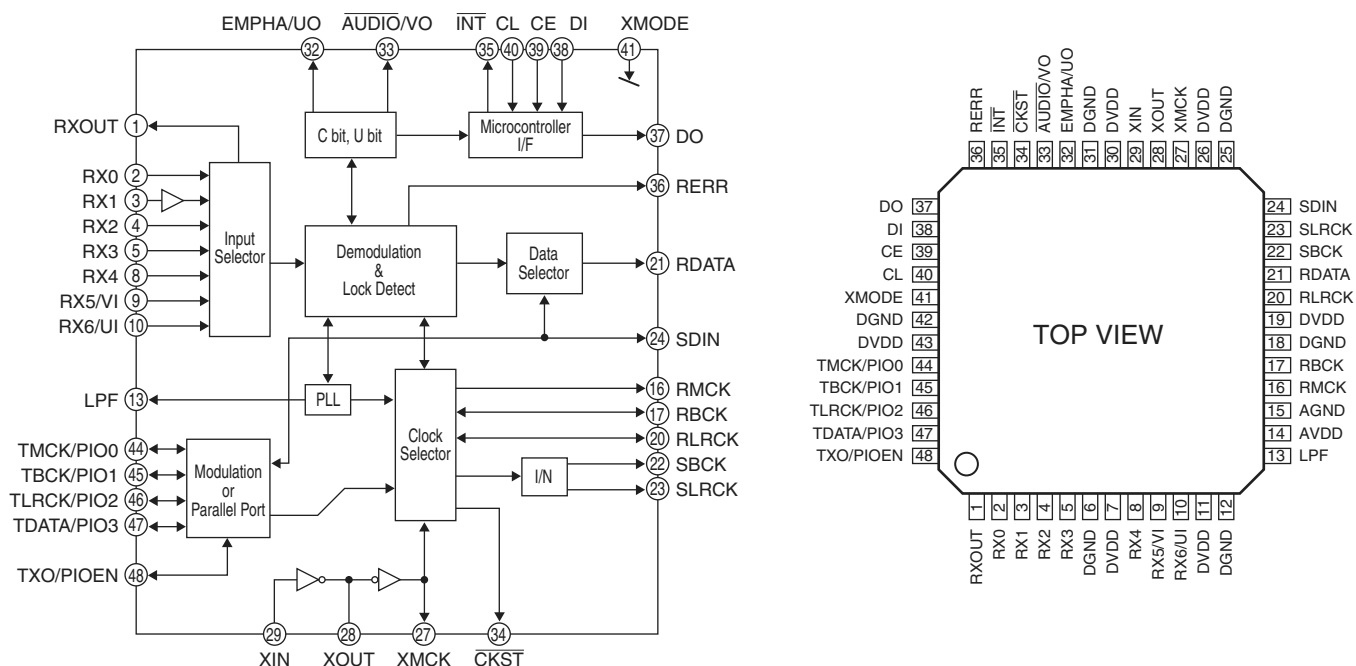 EMPHA/UO AUDIO/VO INT CL CE DI XMODE
32 33 35 40 39 38 41
RXOUT 1
C bit, U bit
Microcontroller
I/F
37 DO
RX0 2
RX1 3
RX2 4
RX3 5
RX4 8
RX5/VI 9
RX6/UI 10
Input
Selector
36 RERR
Demodulation
&
Lock Detect
Data
Selector
21 RDATA
24 SDIN
LPF 13
PLL
Clock
Selector
16 RMCK
17 RBCK
20 RLRCK
22 SBCK
23 SLRCK
I/N
TMCK/PIO0 44
TBCK/PIO1 45
TLRCK/PIO2 46
TDATA/PIO3 47
Modulation
or
Parallel Port
TXO/PIOEN 48
29 28 27 34
XIN XOUT XMCK CKST
RERR INT CKST AUDIO/VO EMPHA/UO DGND DVDD XIN XOUT XMCK DVDD DGND
36 35 34 33 32 31 30 29 28 27 26 25
DO 37
DI 38
CE 39
CL 40
XMODE 41
DGND 42
DVDD 43
TMCK/PIO0 44
TBCK/PIO1 45
TLRCK/PIO2 46
TDATA/PIO3 47
TXO/PIOEN 48
TOP VIEW
24 SDIN
23 SLRCK
22 SBCK
21 RDATA
20 RLRCK
19 DVDD
18 DGND
17 RBCK
16 RMCK
15 AGND
14 AVDD
13 LPF
1 2 3 4 5 6 7 8 9 10 11 12
RXOUT RX0 RX1 RX2 RX3 DGND DVDD RX4 RX5/VI RX6/UI DVDD DGND